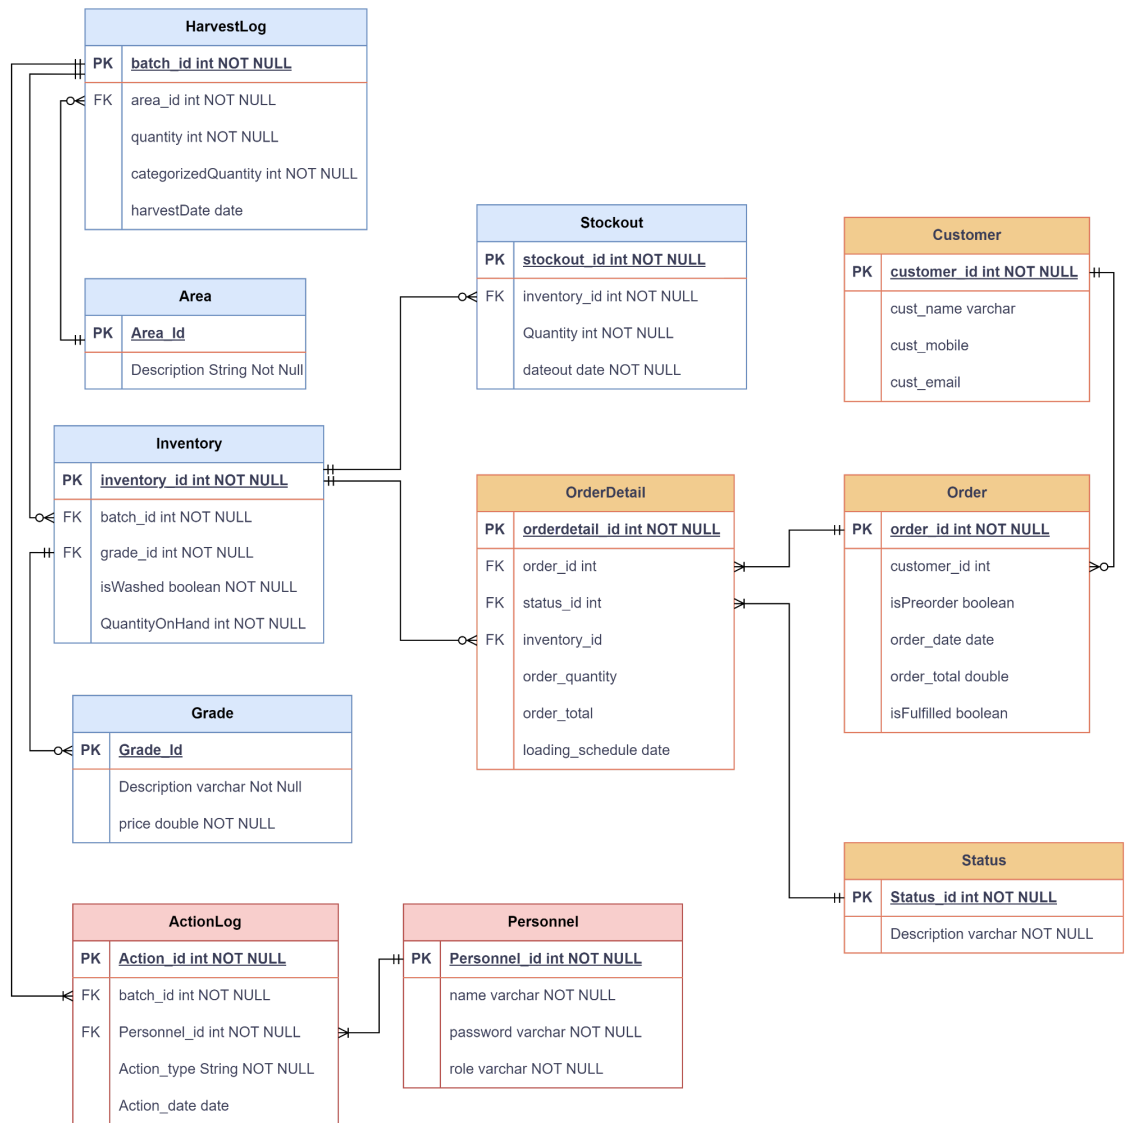 HarvestLog
PK batch_id int NOT NULL
FK area_id int NOT NULL
quantity int NOT NULL
categorizedQuantity int NOT NULL
harvestDate date
Area
PK Area_Id
Description String Not Null
Inventory
PK inventory_id int NOT NULL
FK batch_id int NOT NULL
FK grade_id int NOT NULL
isWashed boolean NOT NULL
QuantityOnHand int NOT NULL
Grade
PK Grade_Id
Description varchar Not Null
price double NOT NULL
Stockout
PK stockout_id int NOT NULL
FK inventory_id int NOT NULL
Quantity int NOT NULL
dateout date NOT NULL
Customer
PK customer_id int NOT NULL
cust_name varchar
cust_mobile
cust_email
OrderDetail
PK orderdetail_id int NOT NULL
FK order_id int
FK status_id int
FK inventory_id
order_quantity
order_total
loading_schedule date
Order
PK order_id int NOT NULL
customer_id int
isPreorder boolean
order_date date
order_total double
isFulfilled boolean
Status
PK Status_id int NOT NULL
Description varchar NOT NULL
ActionLog
PK Action_id int NOT NULL
FK batch_id int NOT NULL
FK Personnel_id int NOT NULL
Action_type String NOT NULL
Action_date date
Personnel
PK Personnel_id int NOT NULL
name varchar NOT NULL
password varchar NOT NULL
role varchar NOT NULL